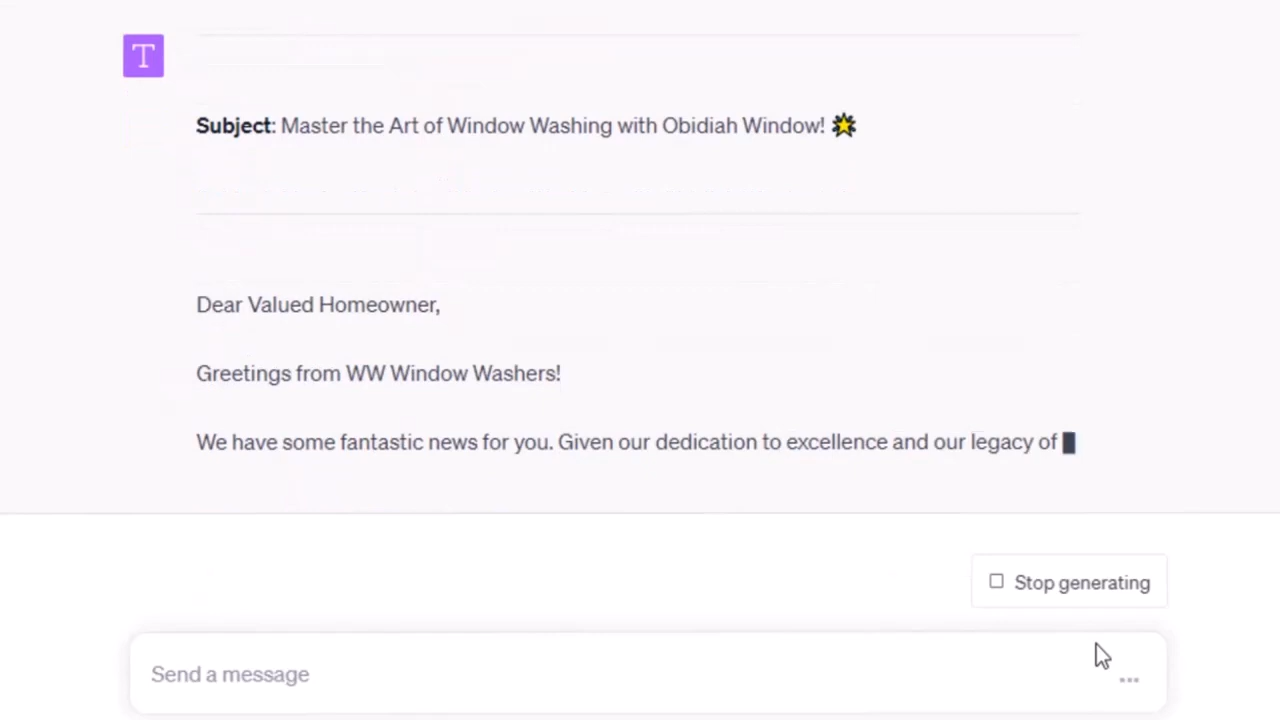 T
Subject: Master the Art of Window Washing with Obidiah Window! 🌟
Dear Valued Homeowner,
Greetings from WW Window Washers!
We have some fantastic news for you. Given our dedication to excellence and our legacy of
Stop generating
Send a message